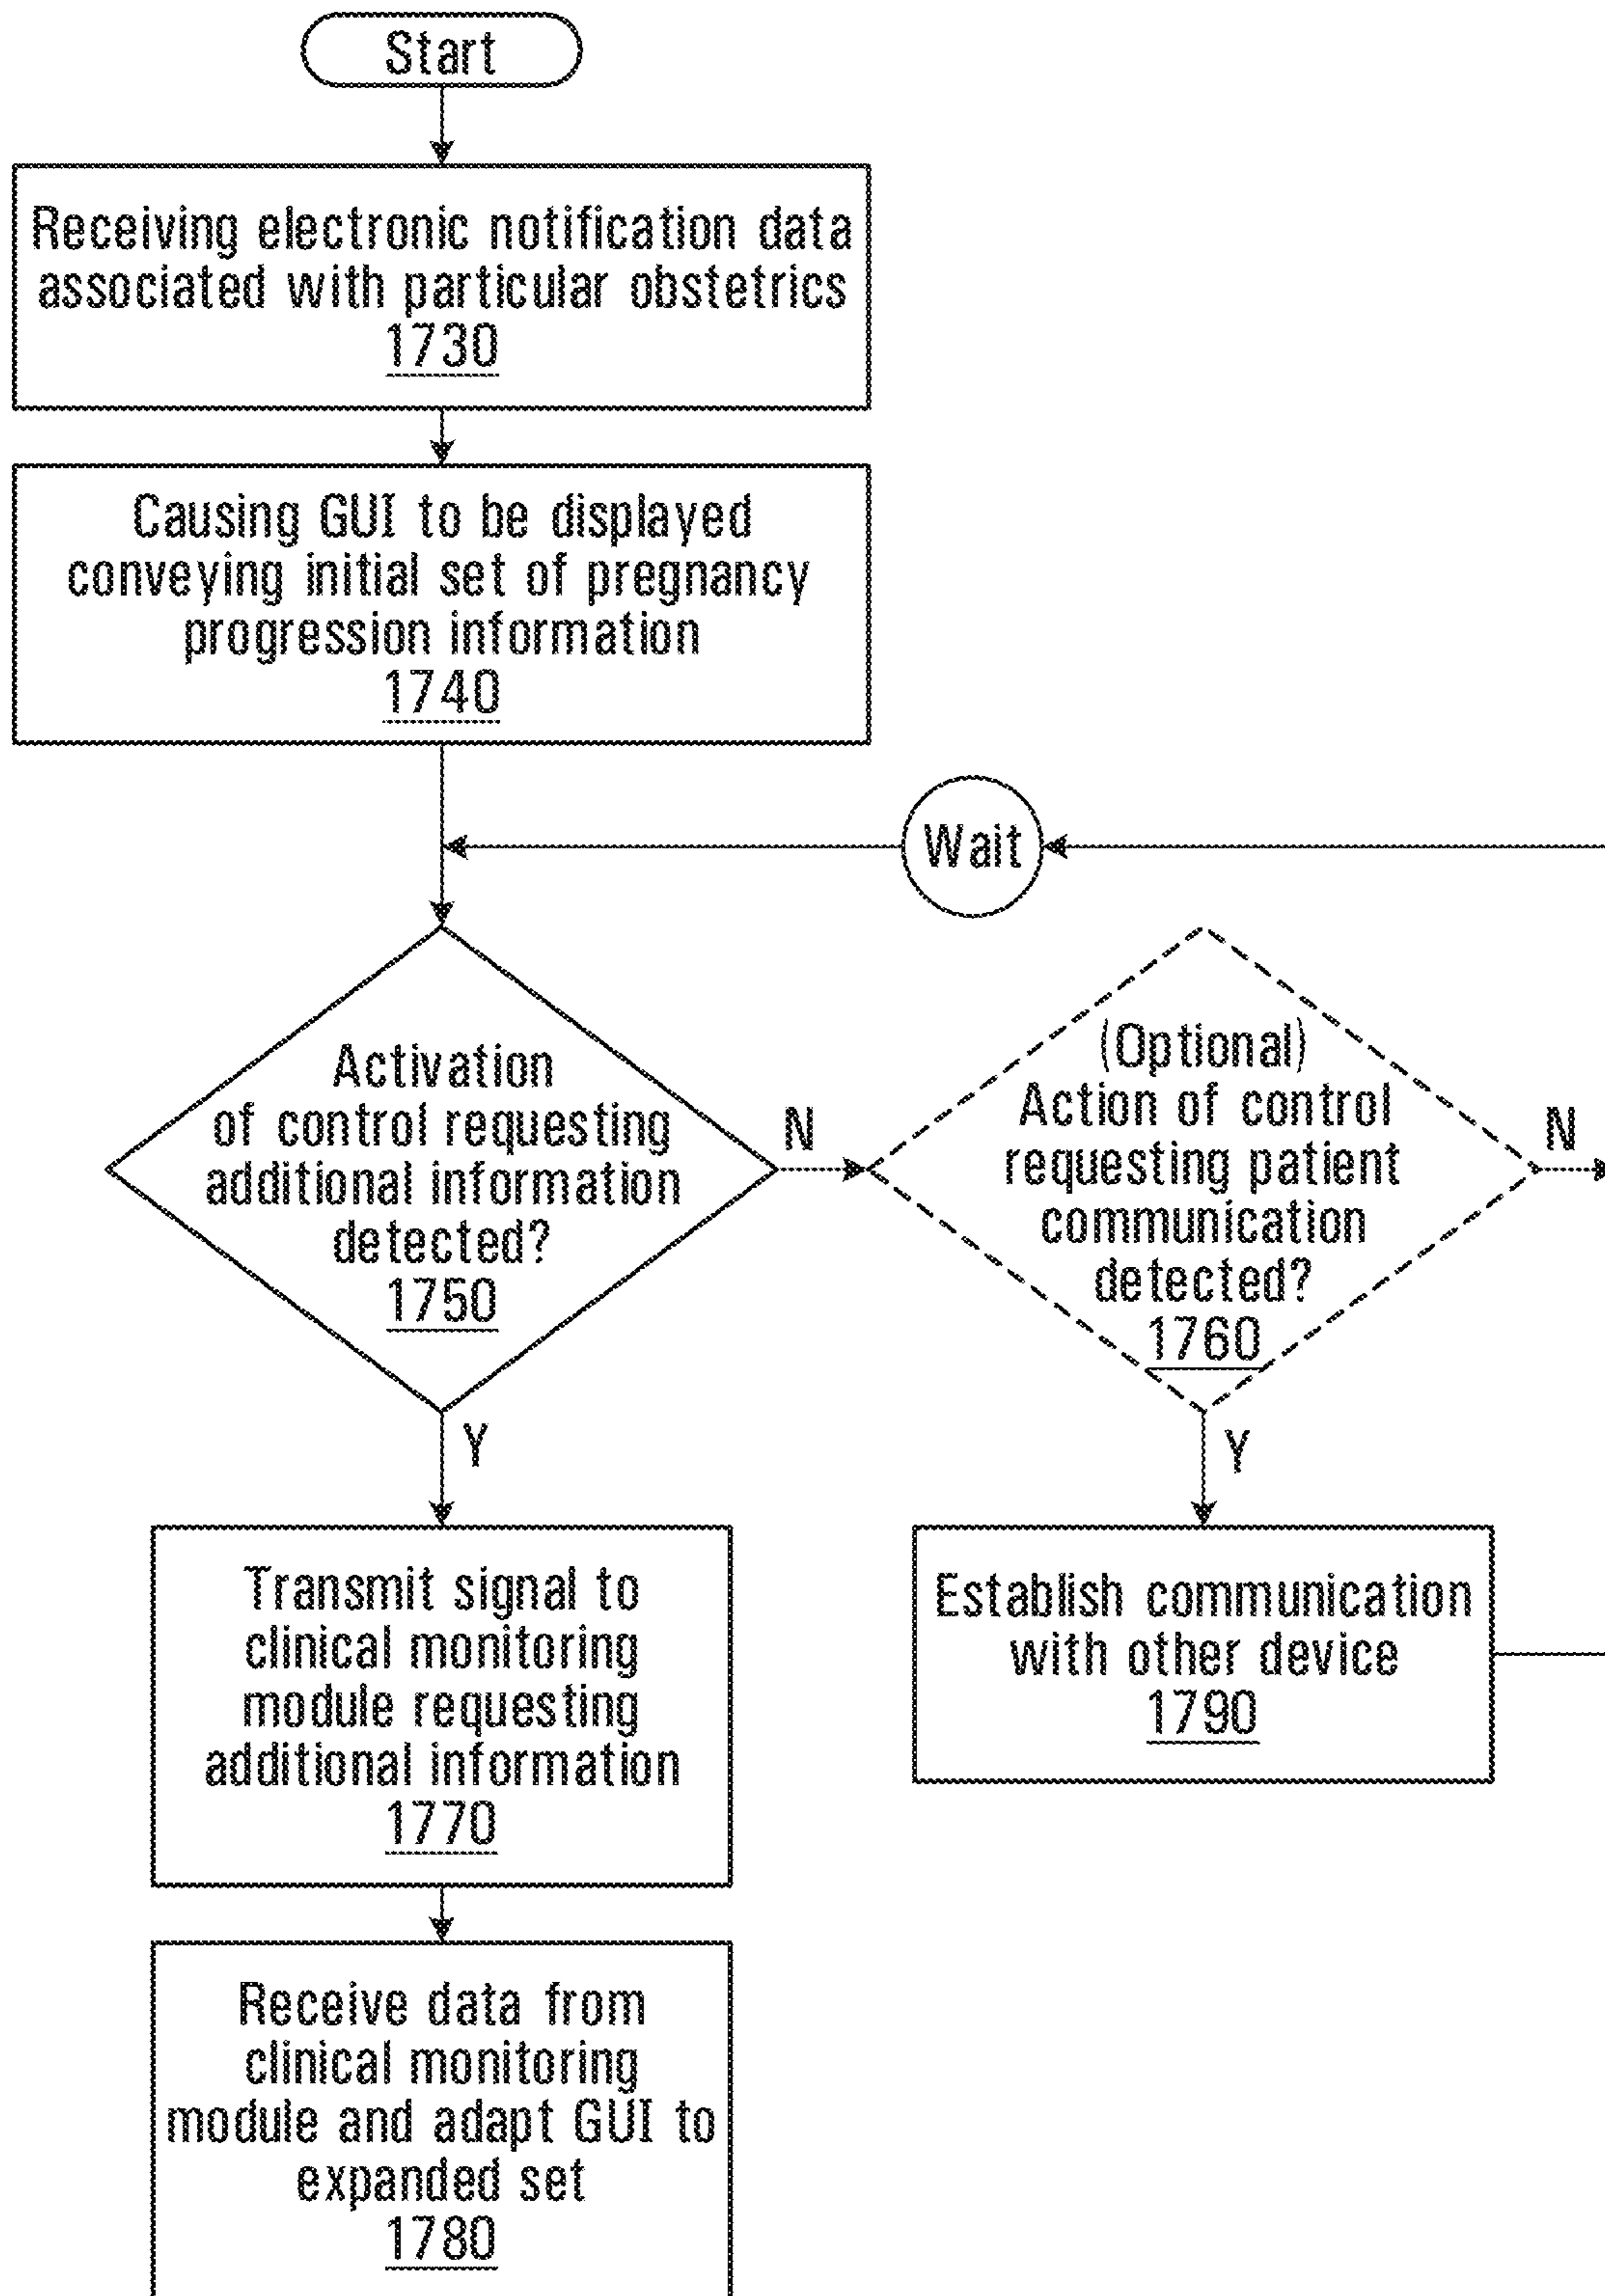 Start
Receiving electronic notification data
associated with particular obstetrics
1730
Causing GUI to be displayed
conveying initial set of pregnancy
progression information
1740
Wait
Activation
of control requesting
additional information
detected?
1750
N
(Optional)
Action of control
requesting patient
communication
detected?
1760
N
Y
Y
Transmit signal to
clinical monitoring
module requesting
additional information
1770
Establish communication
with other device
1790
Receive data from
clinical monitoring
module and adapt GUI to
expanded set
1780